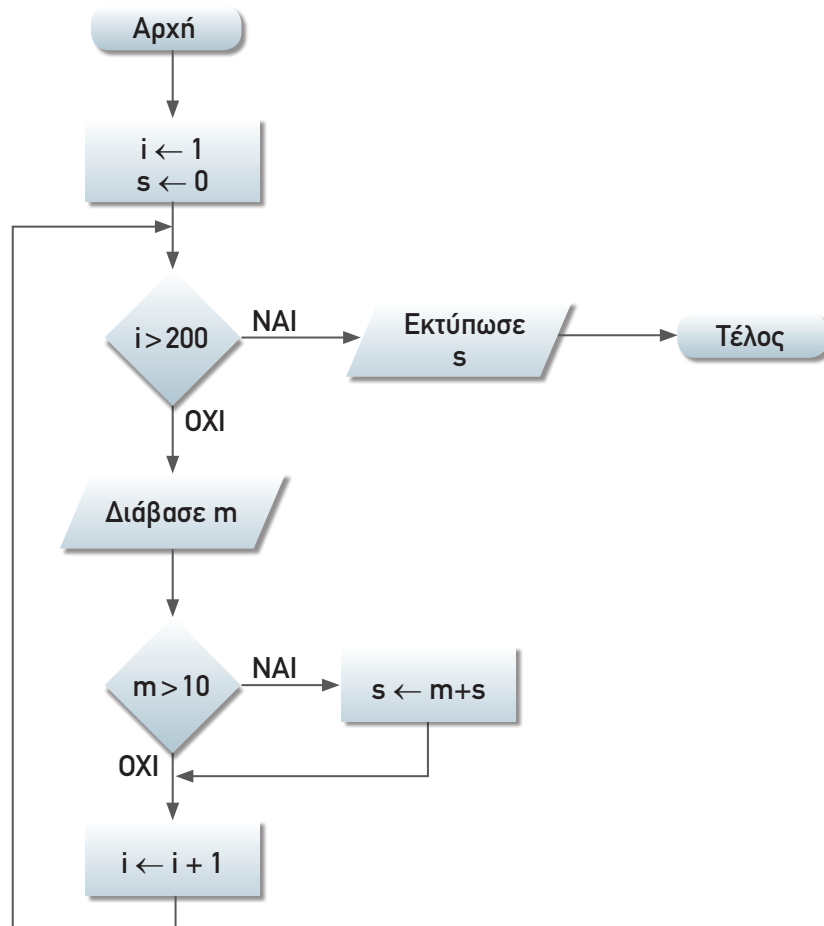 Αρχή
i ← 1
s ← 0
i > 200
ΝΑΙ
Εκτύπωσε
s
Τέλος
ΟΧΙ
Διάβασε m
m > 10
ΝΑΙ
s ← m+s
ΟΧΙ
i ← i + 1